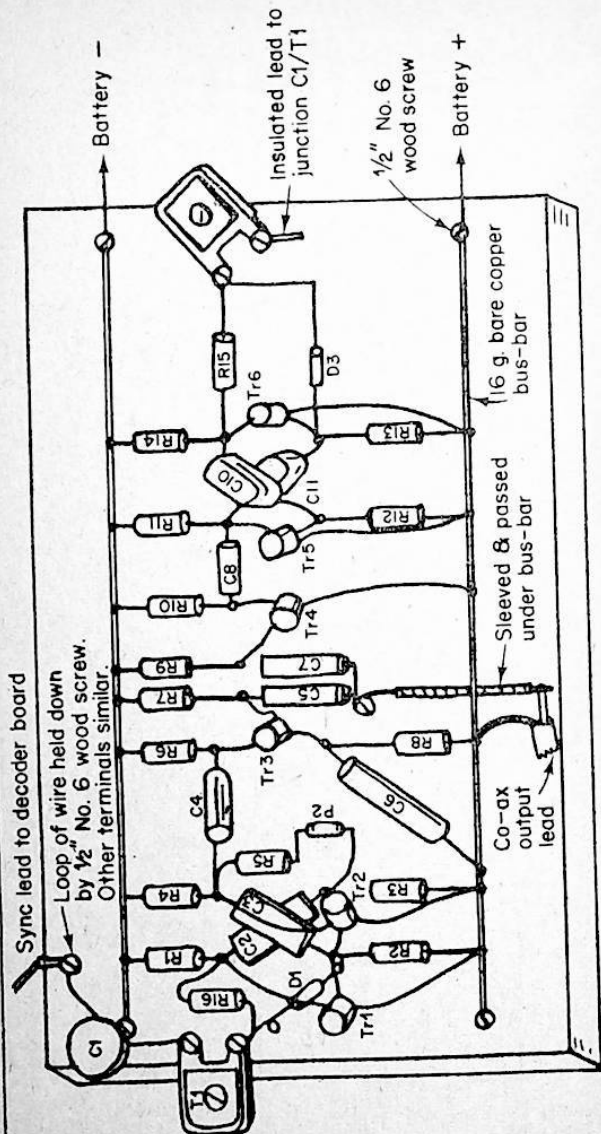 Sync lead to decoder board
Loop of wire held down
by ½" No. 6 wood screw.
Other terminals similar.
Battery −
Insulated lead to
junction C1/T1
½" No. 6
wood screw
Battery +
16 g. bare copper
bus-bar
Sleeved & passed
under bus-bar
Co-ax
output
lead
C1
T1
R1
R4
R6
R7
R9
R10
R11
R14
R16
C2
C3
R5
C4
C5
C7
C8
C10
C11
R15
D3
D1
Tr1
Tr2
Tr3
Tr4
Tr5
Tr6
C6
R2
R3
R8
R12
R13